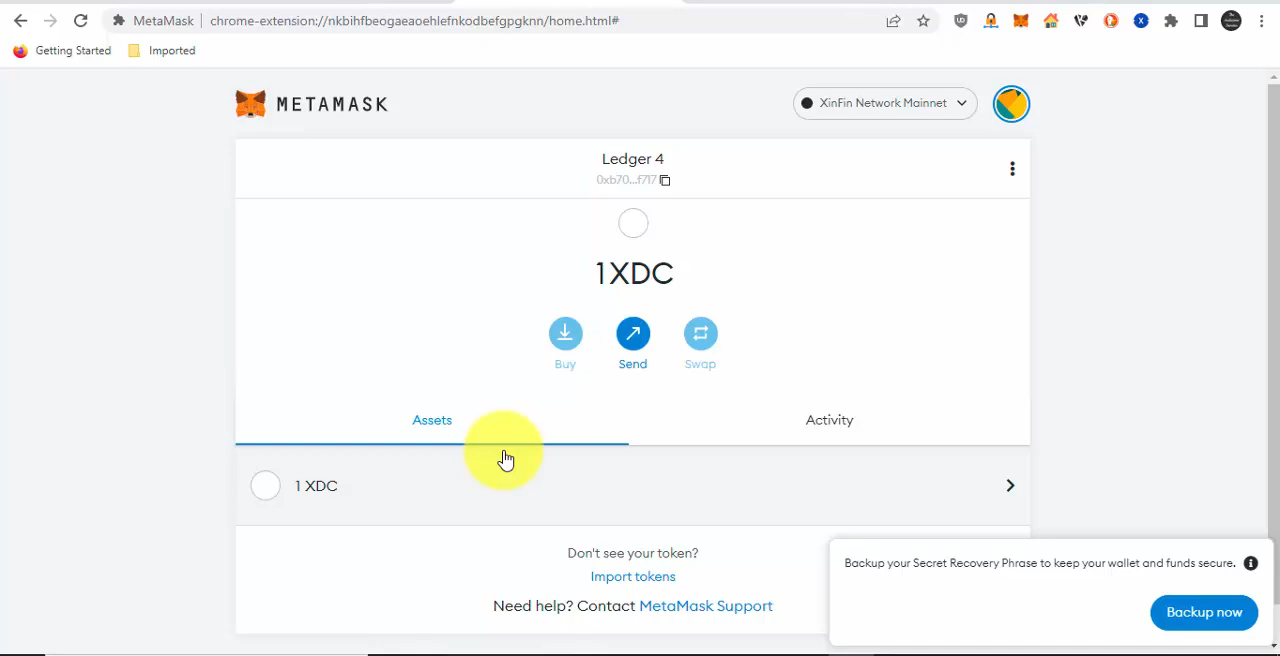 MetaMask chrome-extension://nkbihfbeogaeaoehlefnkodbefgpgknn/home.html#
Getting Started Imported
METAMASK XinFin Network Mainnet
Ledger 4
0xb70...f717
1 XDC
Buy Send Swap
Assets Activity
1 XDC
Don't see your token?
Import tokens
Need help? Contact MetaMask Support
Backup your Secret Recovery Phrase to keep your wallet and funds secure.
Backup now